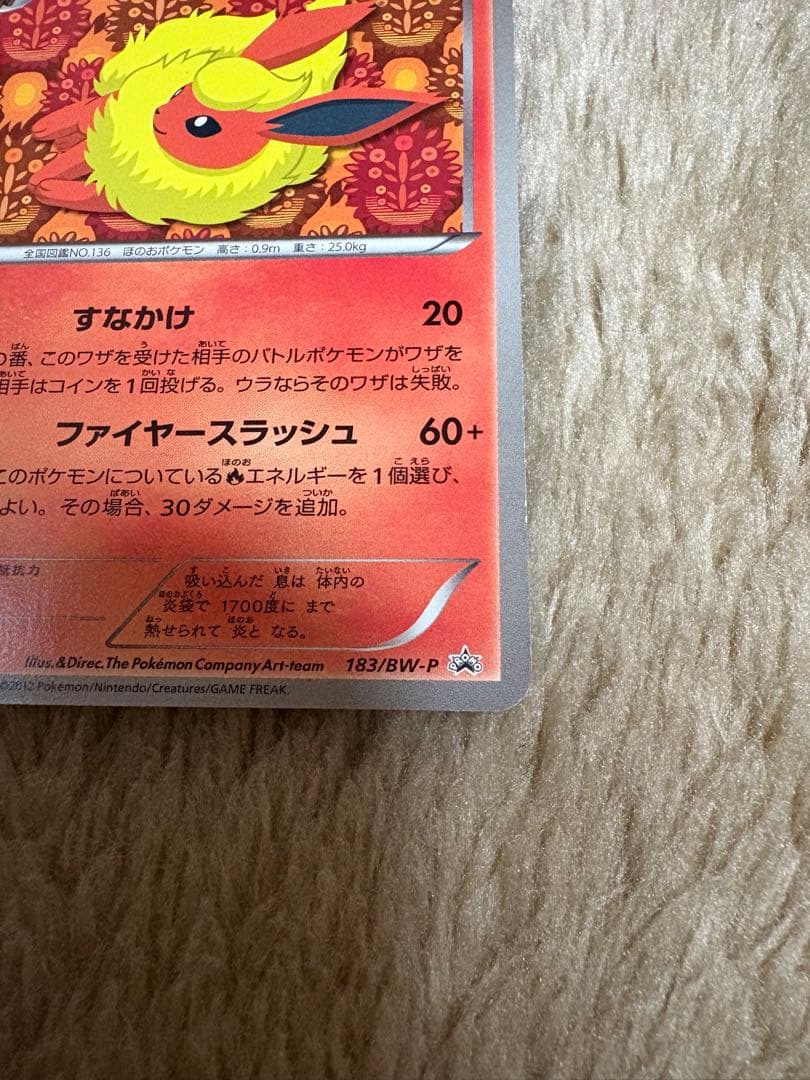 全国図鑑NO.136 ほのおポケモン 高さ:0.9m 重さ:25.0kg
すなかけ 20
の番、このワザを受けた相手のバトルポケモンがワザを
相手はコインを1回投げる。ウラならそのワザは失敗。
ファイヤースラッシュ 60+
このポケモンについている🔥エネルギーを1個選び、
よい。その場合、30ダメージを追加。
抵抗力
吸い込んだ 息は 体内の
炎袋で 1700度に まで
熱せられて 炎と なる。
Illus.&Direc.The Pokémon Company Art-team 183/BW-P PROMO
©2012 Pokémon/Nintendo/Creatures/GAME FREAK.